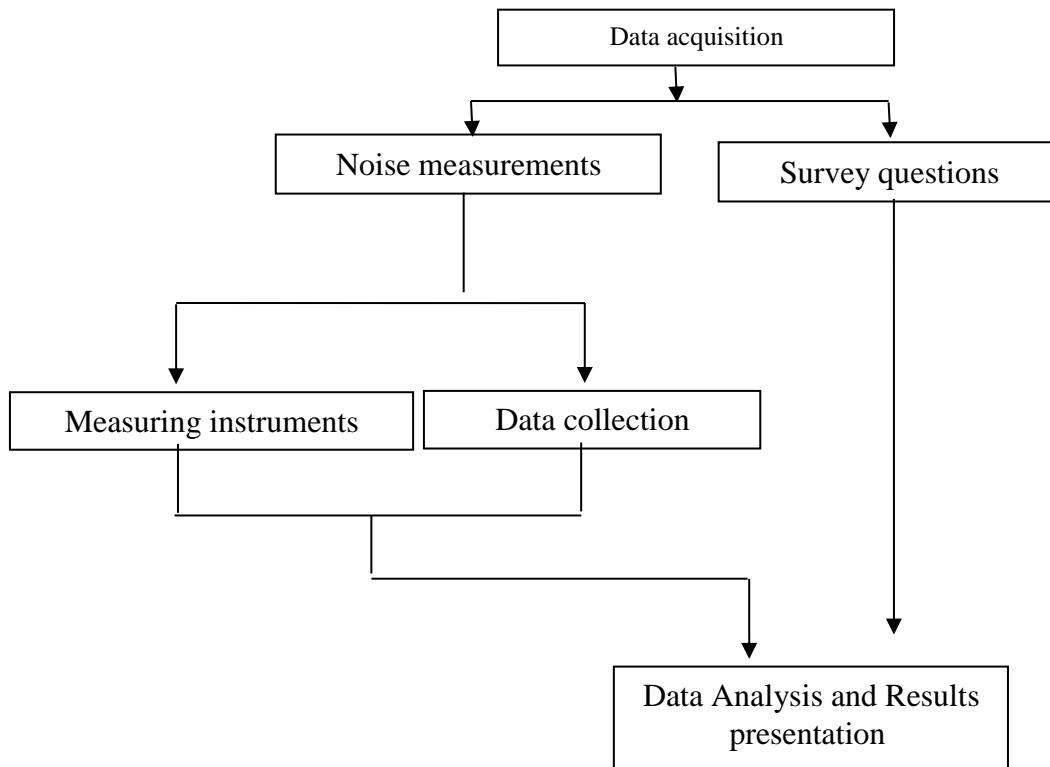 Data acquisition
Noise measurements
Survey questions
Measuring instruments
Data collection
Data Analysis and Results
presentation